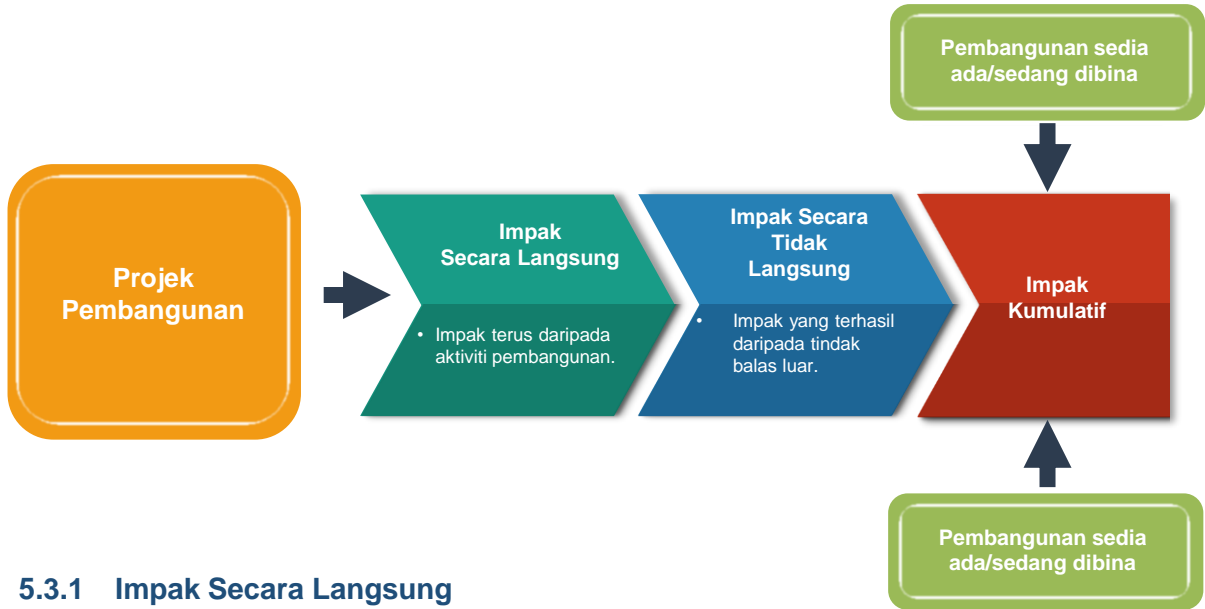 Pembangunan sedia
ada/sedang dibina
Projek
Pembangunan
Impak
Secara Langsung
• Impak terus daripada
aktiviti pembangunan.
Impak Secara
Tidak
Langsung
• Impak yang terhasil
daripada tindak
balas luar.
Impak
Kumulatif
Pembangunan sedia
ada/sedang dibina
5.3.1 Impak Secara Langsung